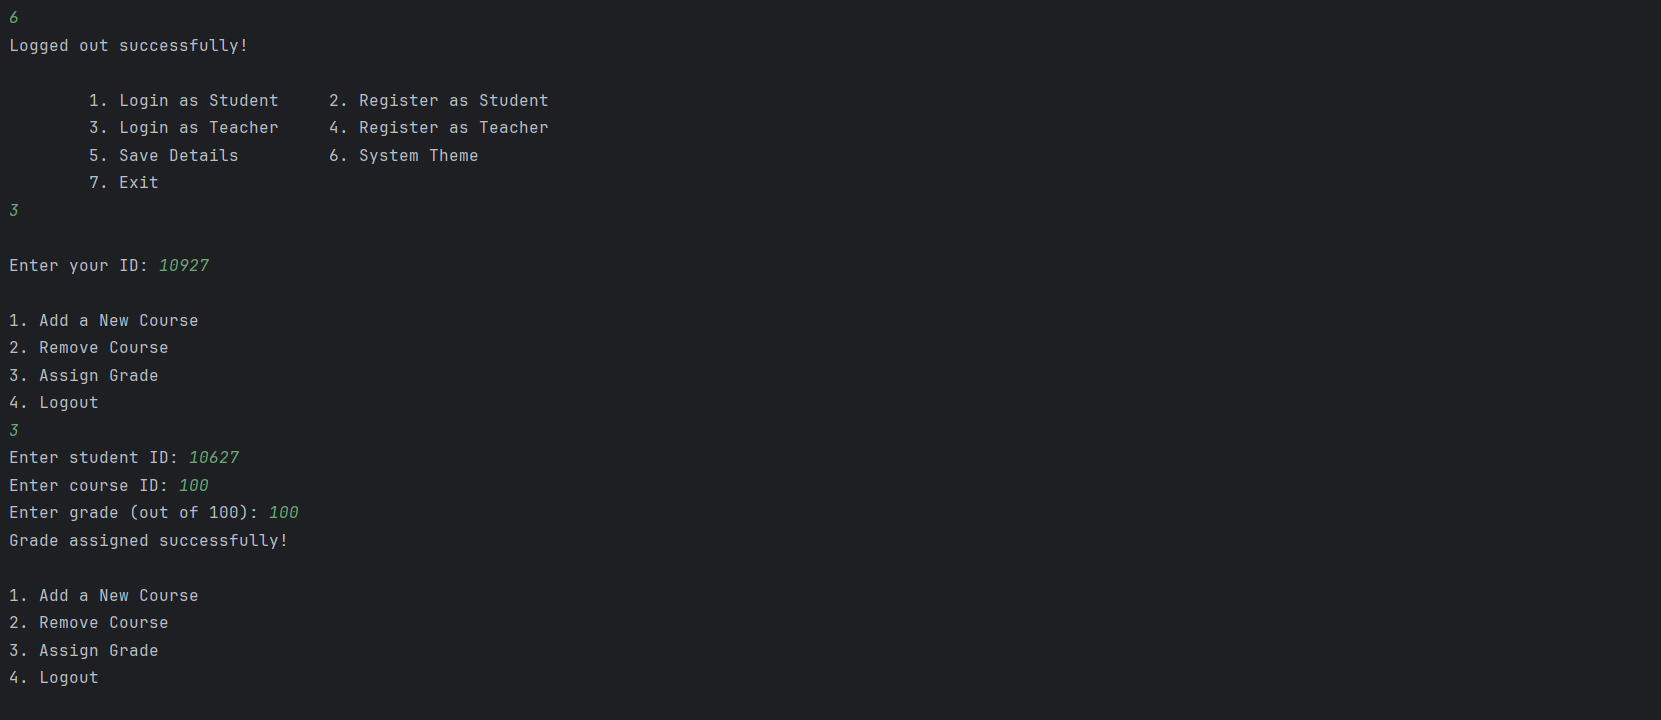 6
Logged out successfully!
1. Login as Student     2. Register as Student
3. Login as Teacher     4. Register as Teacher
5. Save Details         6. System Theme
7. Exit
3
Enter your ID: 10927
1. Add a New Course
2. Remove Course
3. Assign Grade
4. Logout
3
Enter student ID: 10627
Enter course ID: 100
Enter grade (out of 100): 100
Grade assigned successfully!
1. Add a New Course
2. Remove Course
3. Assign Grade
4. Logout